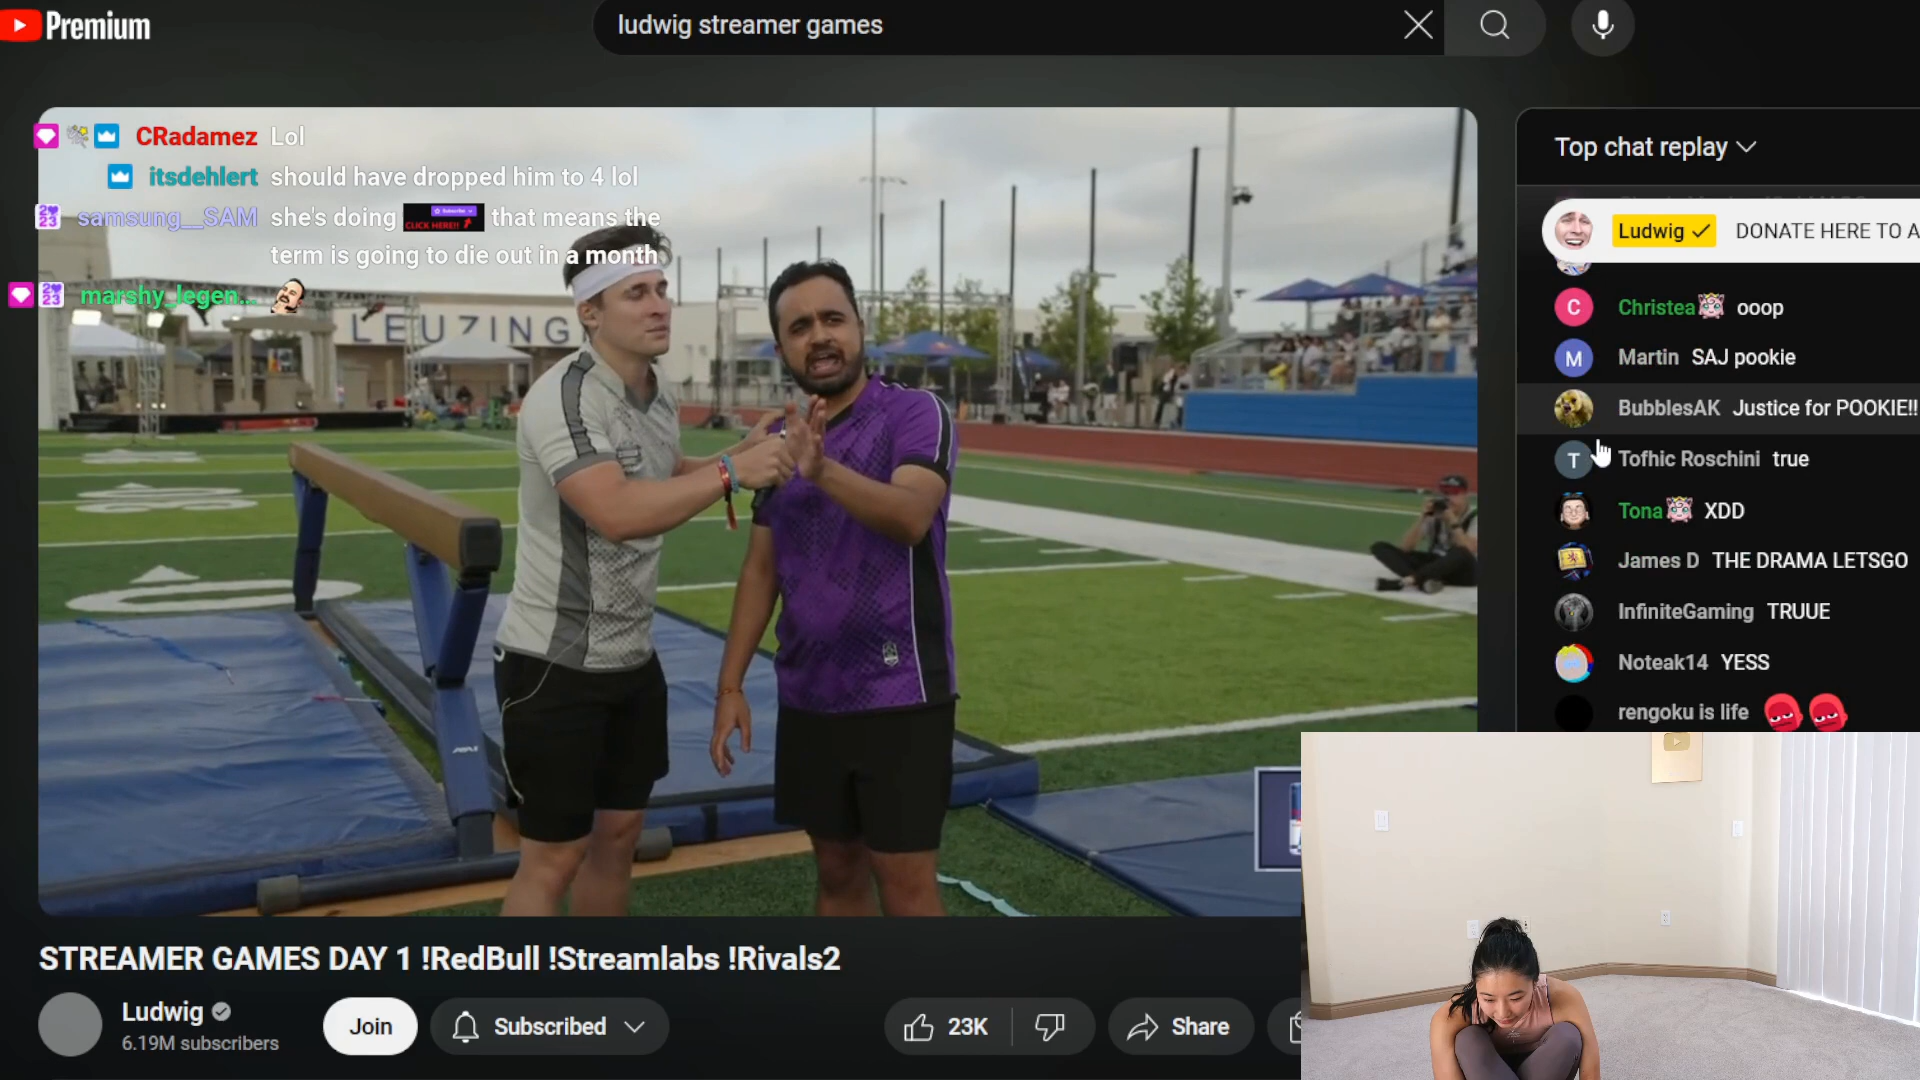 Premium
ludwig streamer games
CRadamez Lol
itsdehlert should have dropped him to 4 lol
samsung__SAM she's doing CLICK HERE!! that means the
term is going to die out in a month
marshy_legen...
LEUZING
Top chat replay
Ludwig DONATE HERE TO A
Christea ooop
Martin SAJ pookie
BubblesAK Justice for POOKIE!!
Tofhic Roschini true
Tona XDD
James D THE DRAMA LETSGO
InfiniteGaming TRUUE
Noteak14 YESS
rengoku is life
STREAMER GAMES DAY 1 !RedBull !Streamlabs !Rivals2
Ludwig
6.19M subscribers
Join
Subscribed
23K
Share